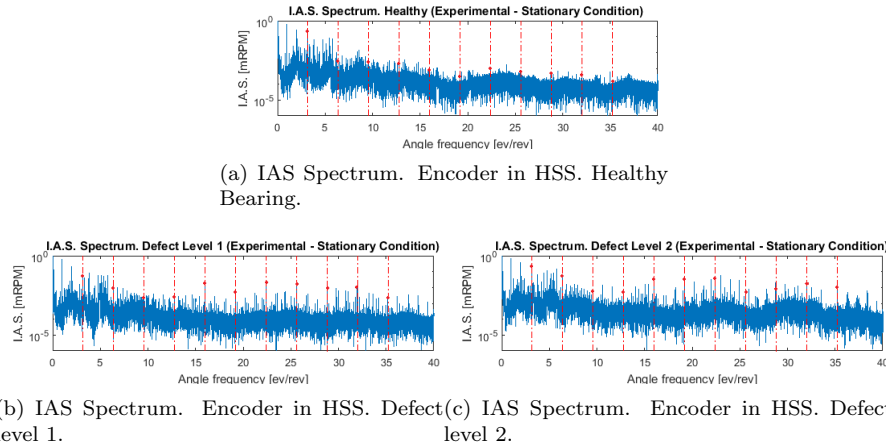 I.A.S. Spectrum. Healthy (Experimental - Stationary Condition)
I.A.S. [mRPM]
10^0
10^-5
0 5 10 15 20 25 30 35 40
Angle frequency [ev/rev]
(a) IAS Spectrum. Encoder in HSS. Healthy
Bearing.
I.A.S. Spectrum. Defect Level 1 (Experimental - Stationary Condition)
I.A.S. [mRPM]
10^0
10^-5
0 5 10 15 20 25 30 35 40
Angle frequency [ev/rev]
(b) IAS Spectrum. Encoder in HSS. Defect
level 1.
I.A.S. Spectrum. Defect Level 2 (Experimental - Stationary Condition)
I.A.S. [mRPM]
10^0
10^-5
0 5 10 15 20 25 30 35 40
Angle frequency [ev/rev]
(c) IAS Spectrum. Encoder in HSS. Defect
level 2.